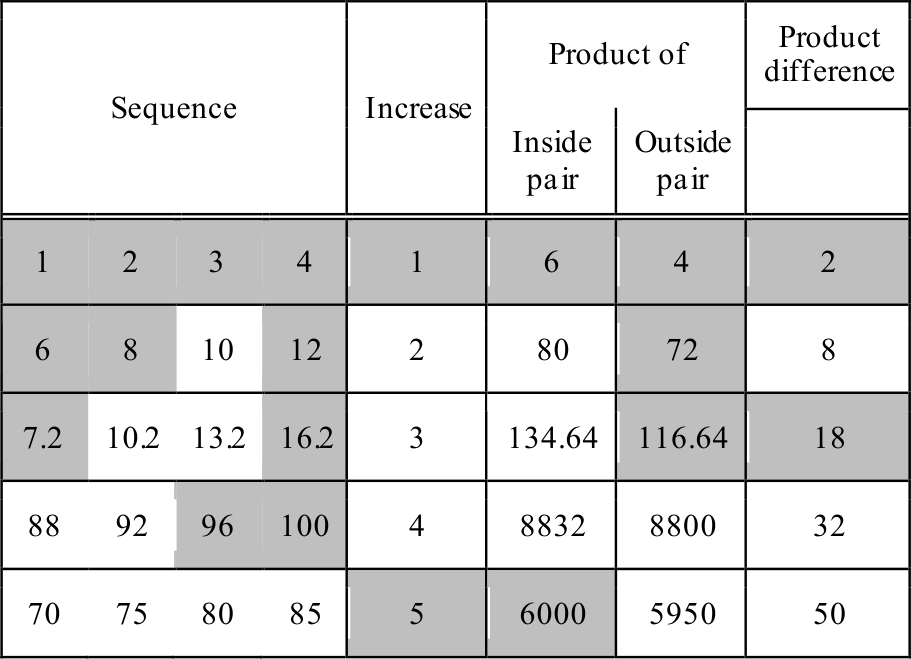 Sequence
Increase
Product of
Inside pair
Outside pair
Product difference
1 2 3 4 1 6 4 2
6 8 10 12 2 80 72 8
7.2 10.2 13.2 16.2 3 134.64 116.64 18
88 92 96 100 4 8832 8800 32
70 75 80 85 5 6000 5950 50